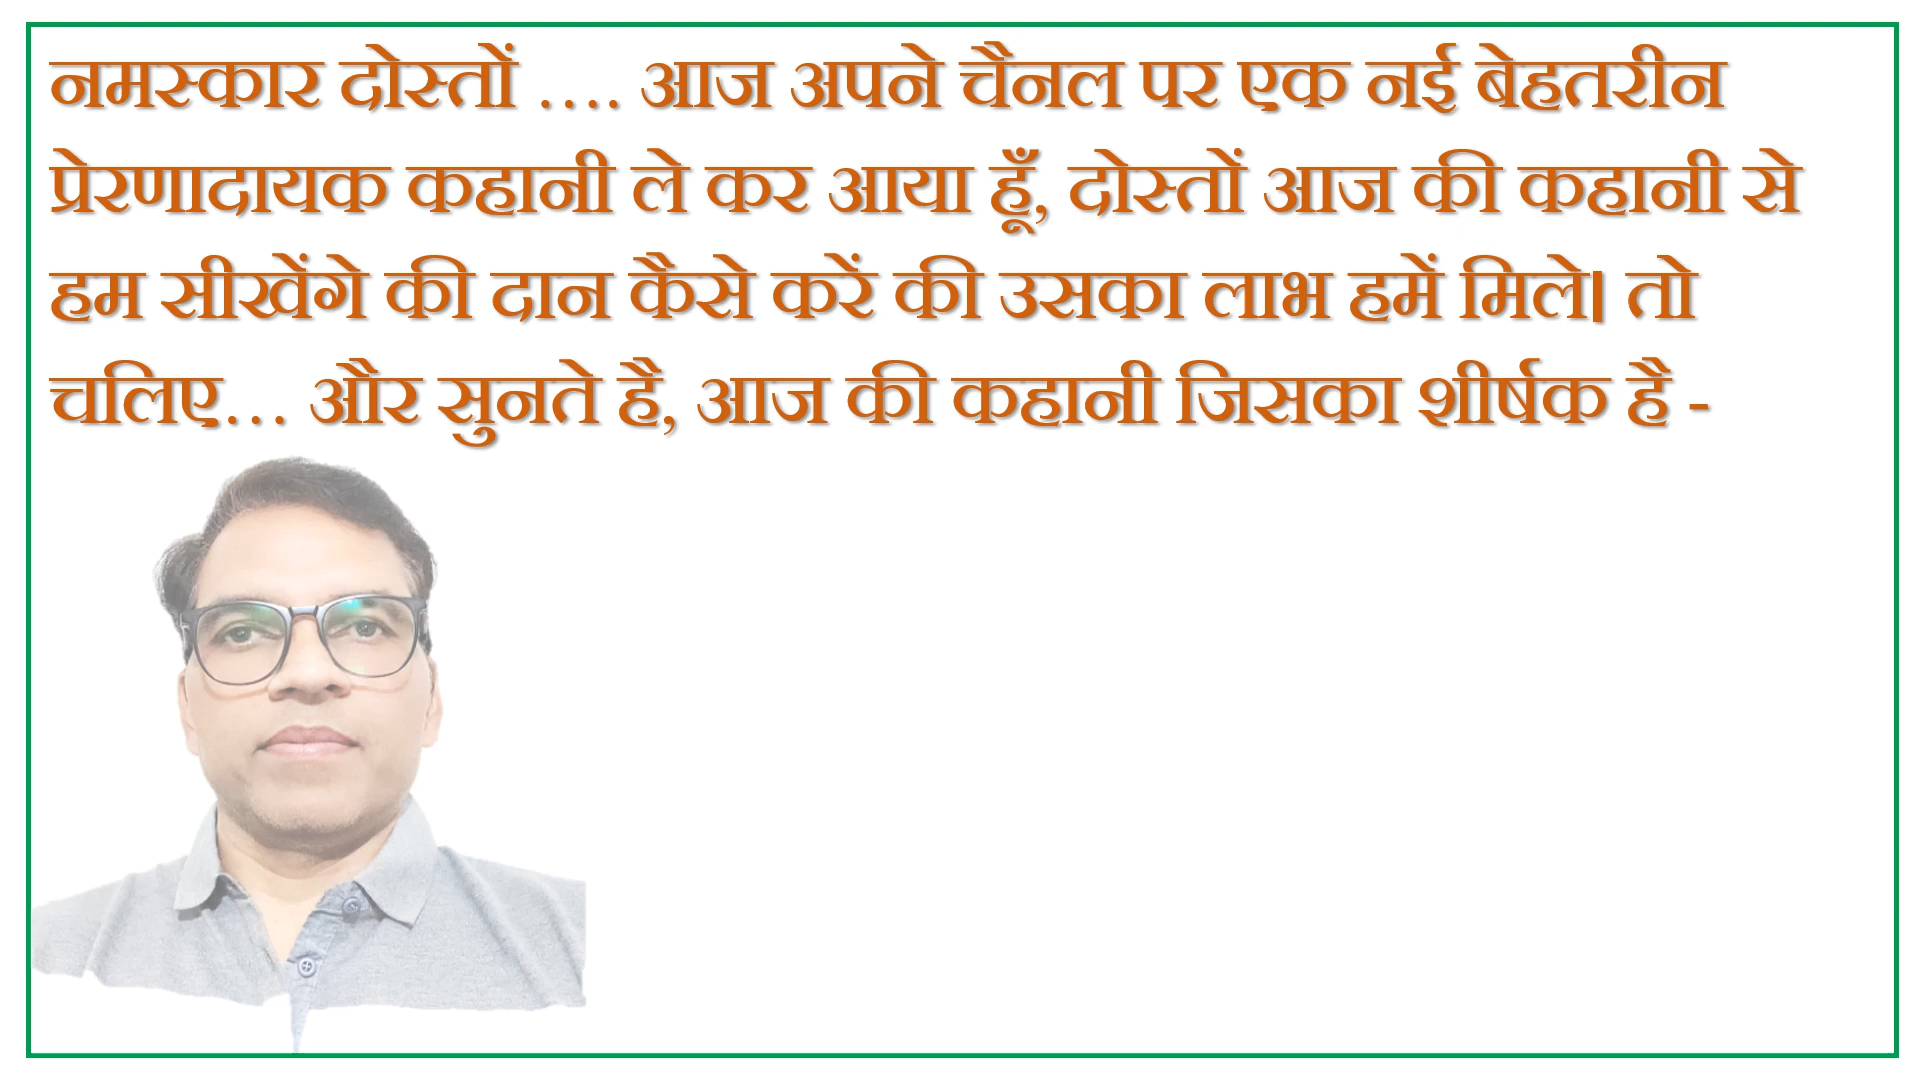 नमस्कार दोस्तों .... आज अपने चैनल पर एक नई बेहतरीन
प्रेरणादायक कहानी ले कर आया हूँ, दोस्तों आज की कहानी से
हम सीखेंगे की दान कैसे करें की उसका लाभ हमें मिले। तो
चलिए... और सुनते है, आज की कहानी जिसका शीर्षक है -